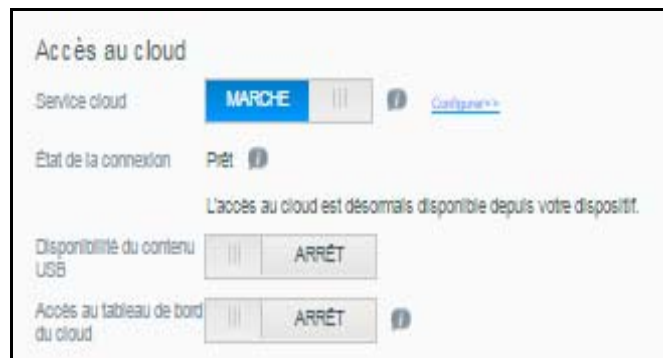 Accès au cloud
Service cloud MARCHE Configurer>>
État de la connexion Prêt
L'accès au cloud est désormais disponible depuis votre dispositif.
Disponibilité du contenu
USB ARRÊT
Accès au tableau de bord
du cloud ARRÊT